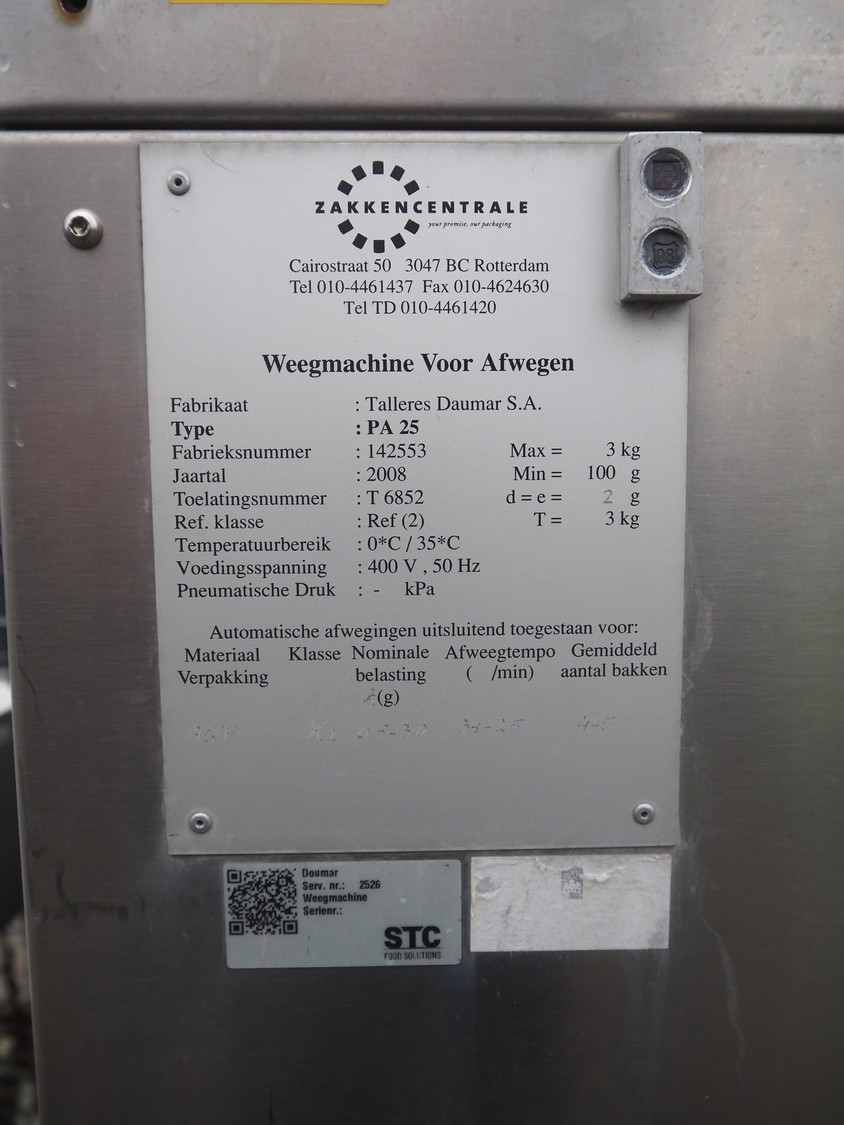 ZAKKENCENTRALE
your promise, our packaging
Cairostraat 50 3047 BC Rotterdam
Tel 010-4461437 Fax 010-4624630
Tel TD 010-4461420
Weegmachine Voor Afwegen
Fabrikaat : Talleres Daumar S.A.
Type : PA 25
Fabrieksnummer : 142553 Max = 3 kg
Jaartal : 2008 Min = 100 g
Toelatingsnummer : T 6852 d = e = 2 g
Ref. klasse : Ref (2) T = 3 kg
Temperatuurbereik : 0*C / 35*C
Voedingsspanning : 400 V , 50 Hz
Pneumatische Druk : - kPa
Automatische afwegingen uitsluitend toegestaan voor:
Materiaal Klasse Nominale Afweegtempo Gemiddeld
Verpakking belasting ( /min) aantal bakken
(g)
Doumar
Serv. nr.: 2526
Weegmachine
Serienr.:
STC
FOOD SOLUTIONS